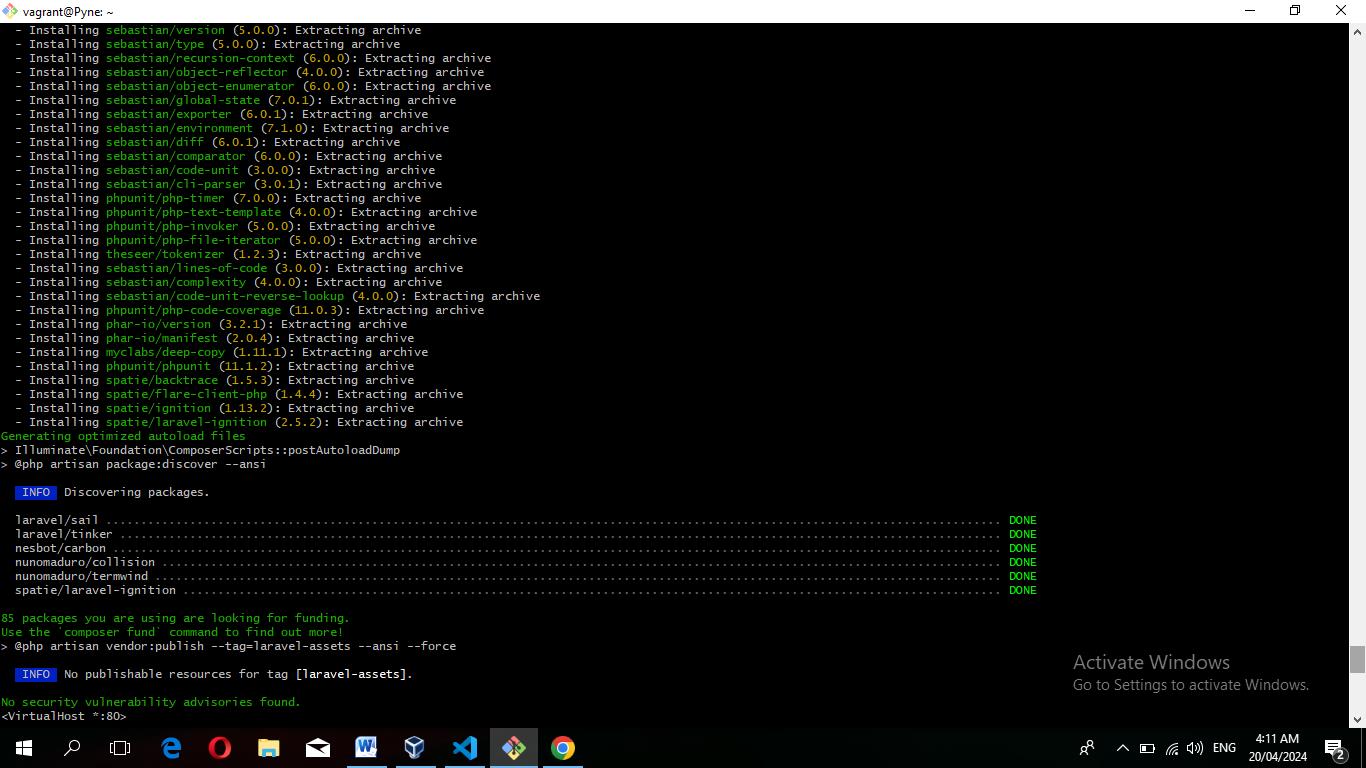 vagrant@Pyne: ~
- Installing sebastian/version (5.0.0): Extracting archive
- Installing sebastian/type (5.0.0): Extracting archive
- Installing sebastian/recursion-context (6.0.0): Extracting archive
- Installing sebastian/object-reflector (4.0.0): Extracting archive
- Installing sebastian/object-enumerator (6.0.0): Extracting archive
- Installing sebastian/global-state (7.0.1): Extracting archive
- Installing sebastian/exporter (6.0.1): Extracting archive
- Installing sebastian/environment (7.1.0): Extracting archive
- Installing sebastian/diff (6.0.1): Extracting archive
- Installing sebastian/comparator (6.0.0): Extracting archive
- Installing sebastian/code-unit (3.0.0): Extracting archive
- Installing sebastian/cli-parser (3.0.1): Extracting archive
- Installing phpunit/php-timer (7.0.0): Extracting archive
- Installing phpunit/php-text-template (4.0.0): Extracting archive
- Installing phpunit/php-invoker (5.0.0): Extracting archive
- Installing phpunit/php-file-iterator (5.0.0): Extracting archive
- Installing theseer/tokenizer (1.2.3): Extracting archive
- Installing sebastian/lines-of-code (3.0.0): Extracting archive
- Installing sebastian/complexity (4.0.0): Extracting archive
- Installing sebastian/code-unit-reverse-lookup (4.0.0): Extracting archive
- Installing phpunit/php-code-coverage (11.0.3): Extracting archive
- Installing phar-io/version (3.2.1): Extracting archive
- Installing phar-io/manifest (2.0.4): Extracting archive
- Installing myclabs/deep-copy (1.11.1): Extracting archive
- Installing phpunit/phpunit (11.1.2): Extracting archive
- Installing spatie/backtrace (1.5.3): Extracting archive
- Installing spatie/flare-client-php (1.4.4): Extracting archive
- Installing spatie/ignition (1.13.2): Extracting archive
- Installing spatie/laravel-ignition (2.5.2): Extracting archive
Generating optimized autoload files
> Illuminate\Foundation\ComposerScripts::postAutoloadDump
> @php artisan package:discover --ansi
INFO Discovering packages.
laravel/sail ................................................................ DONE
laravel/tinker ................................................................ DONE
nesbot/carbon ................................................................ DONE
nunomaduro/collision ................................................................ DONE
nunomaduro/termwind ................................................................ DONE
spatie/laravel-ignition ................................................................ DONE
85 packages you are using are looking for funding.
Use the `composer fund` command to find out more!
> @php artisan vendor:publish --tag=laravel-assets --ansi --force
INFO No publishable resources for tag [laravel-assets].
No security vulnerability advisories found.
<VirtualHost *:80>
Activate Windows
Go to Settings to activate Windows.
ENG
4:11 AM
20/04/2024
2